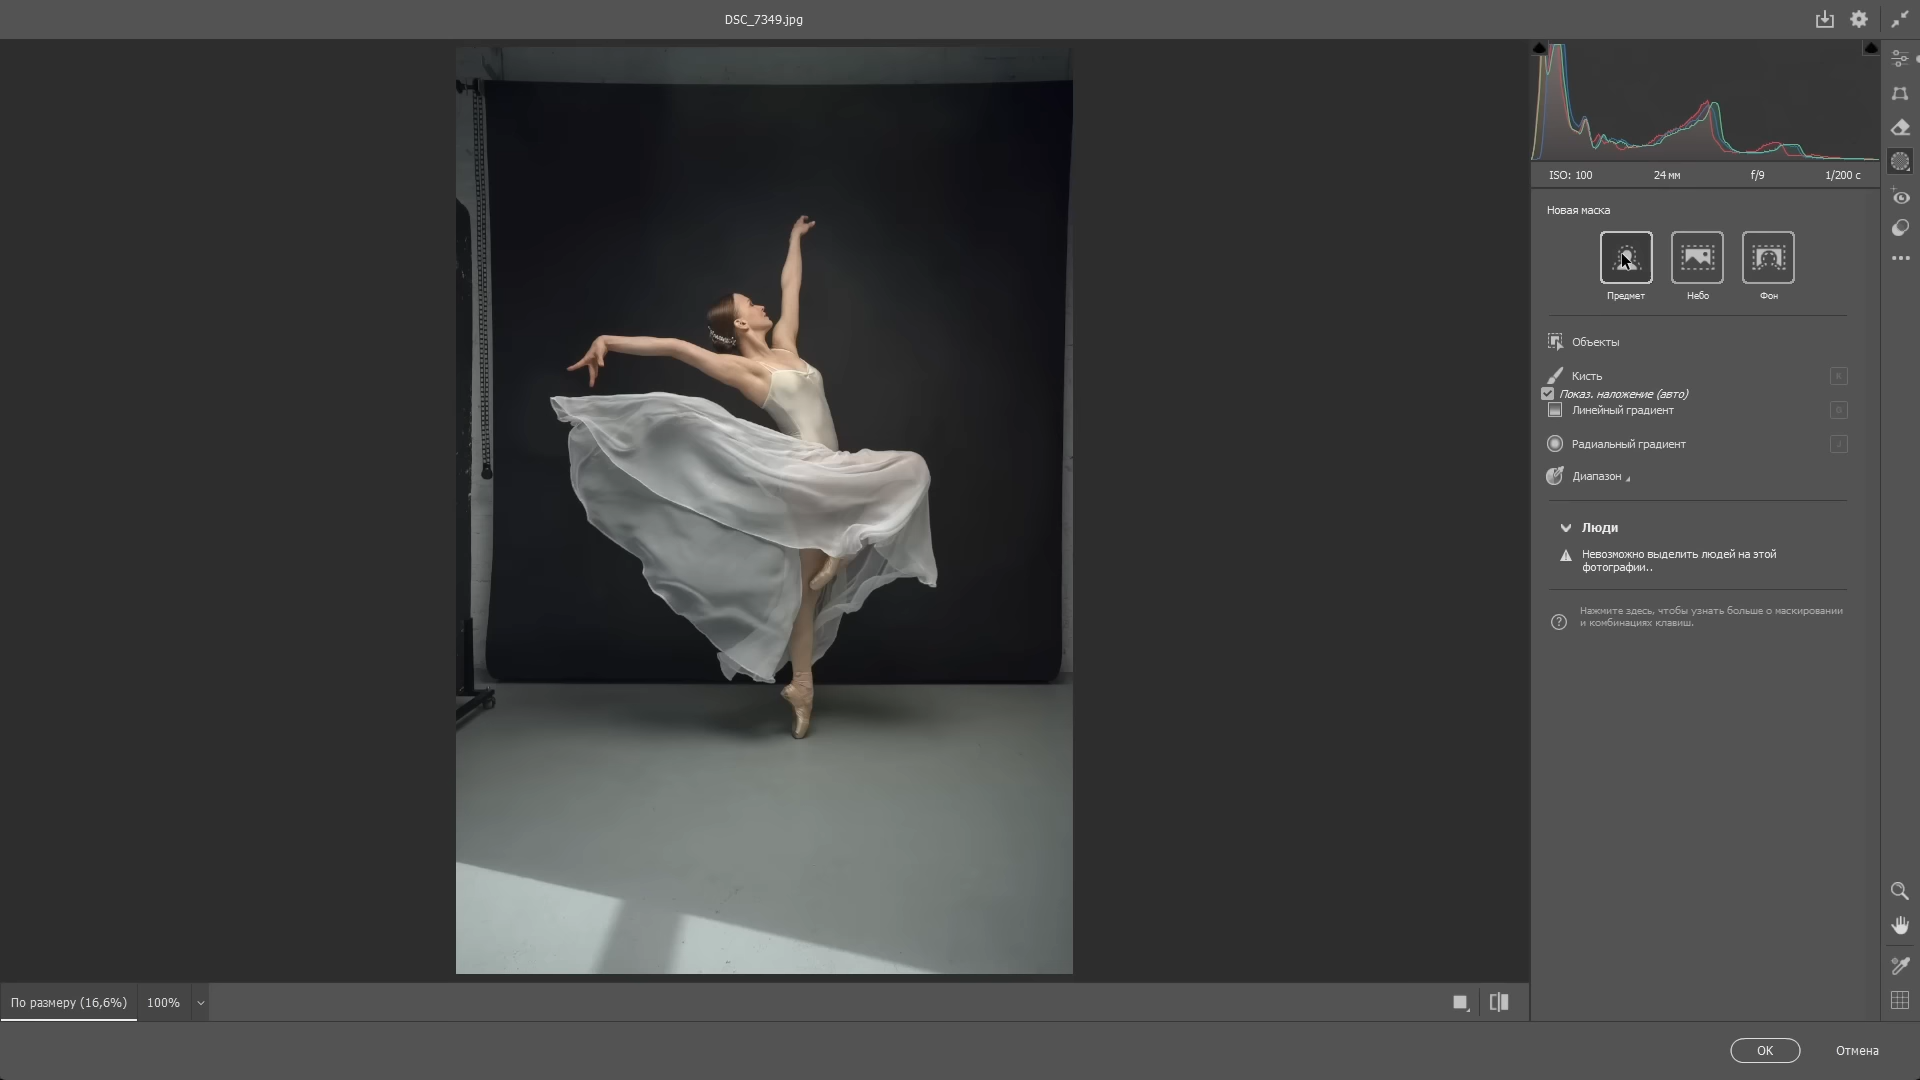 DSC_7349.jpg
ISO: 100 24 мм f/9 1/200 с
Новая маска
Предмет Небо Фон
Объекты
Кисть K
Показ. наложение (авто)
Линейный градиент G
Радиальный градиент J
Диапазон
Люди
Невозможно выделить людей на этой
фотографии..
Нажмите здесь, чтобы узнать больше о маскировании
и комбинациях клавиш.
По размеру (16,6%) 100%
OK Отмена